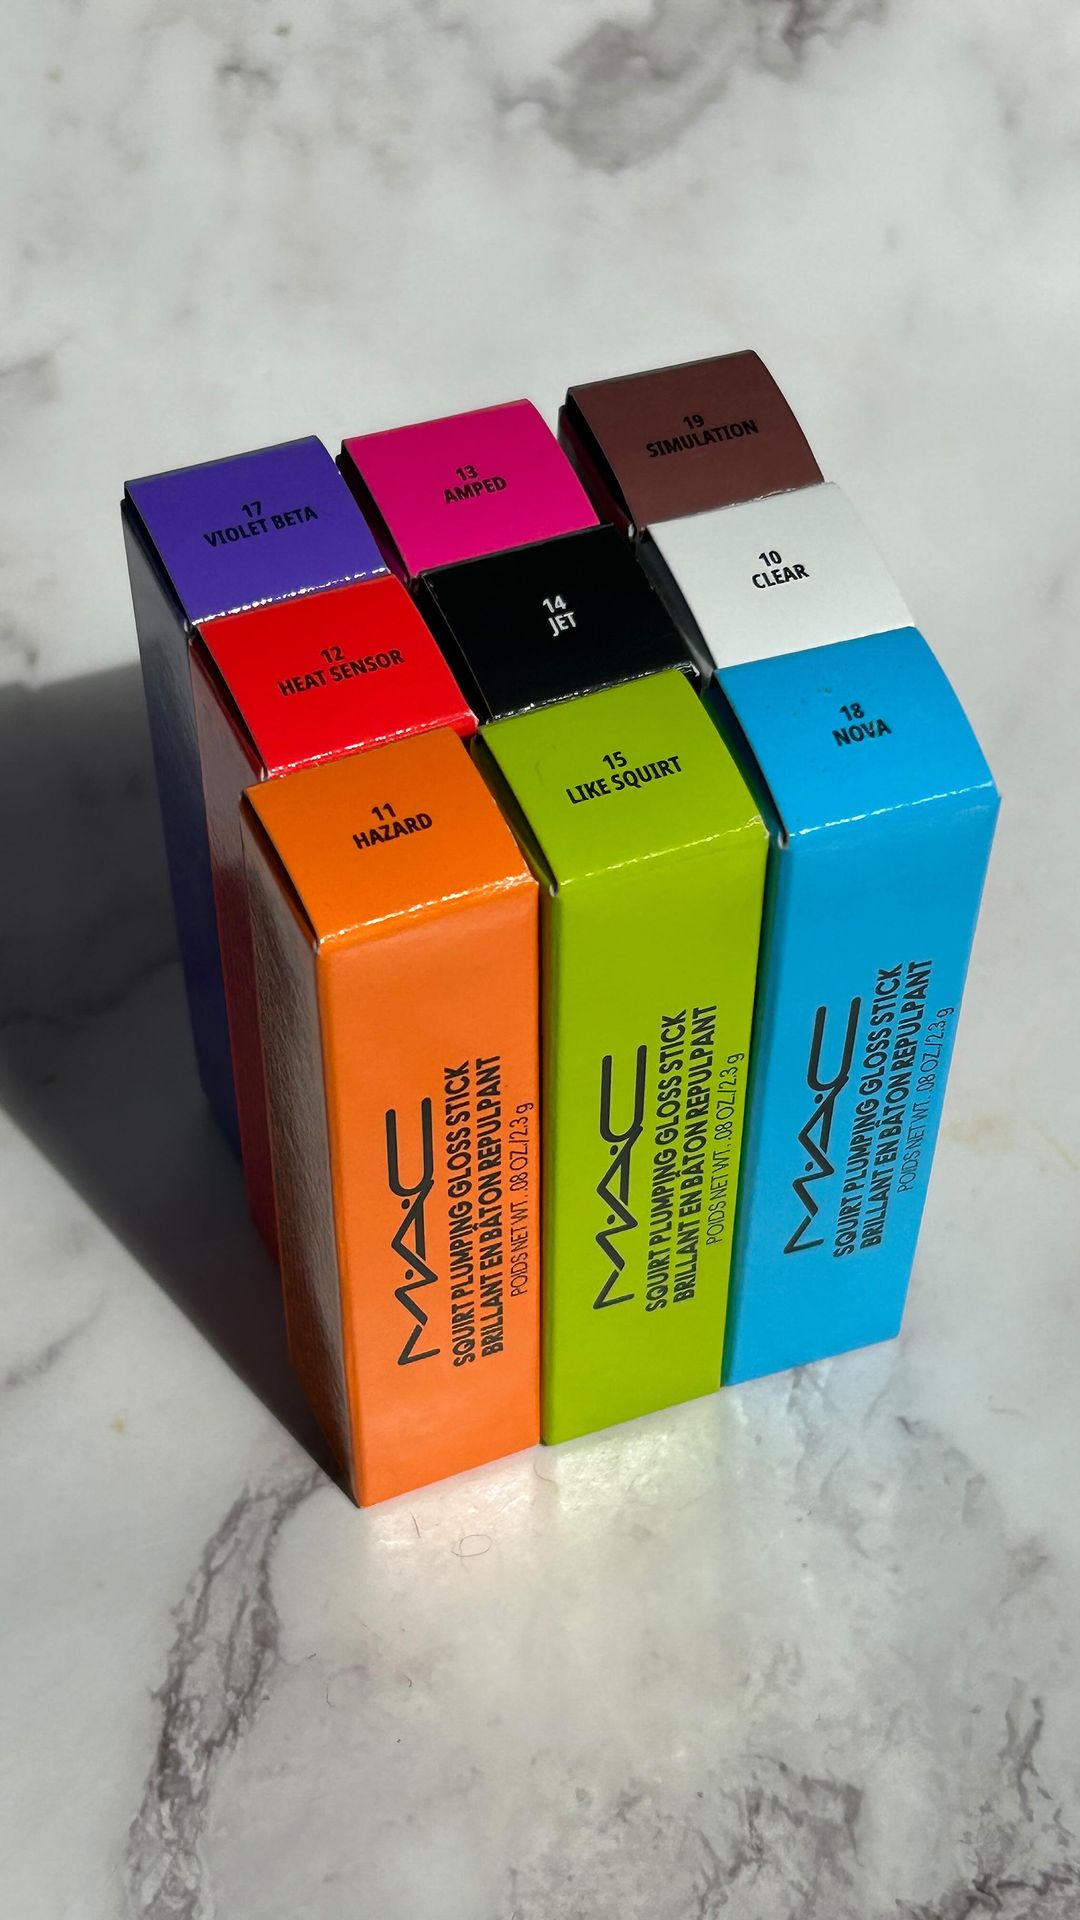 17
VIOLET BETA
13
AMPED
19
SIMULATION
12
HEAT SENSOR
14
JET
10
CLEAR
11
HAZARD
15
LIKE SQUIRT
18
NOVA
MAC
SQUIRT PLUMPING GLOSS STICK
BRILLANT EN BÂTON REPULPANT
POIDS NET WT. .08 OZ./2.3 g
MAC
SQUIRT PLUMPING GLOSS STICK
BRILLANT EN BÂTON REPULPANT
POIDS NET WT. .08 OZ./2.3 g
MAC
SQUIRT PLUMPING GLOSS STICK
BRILLANT EN BÂTON REPULPANT
POIDS NET WT. .08 OZ./2.3 g